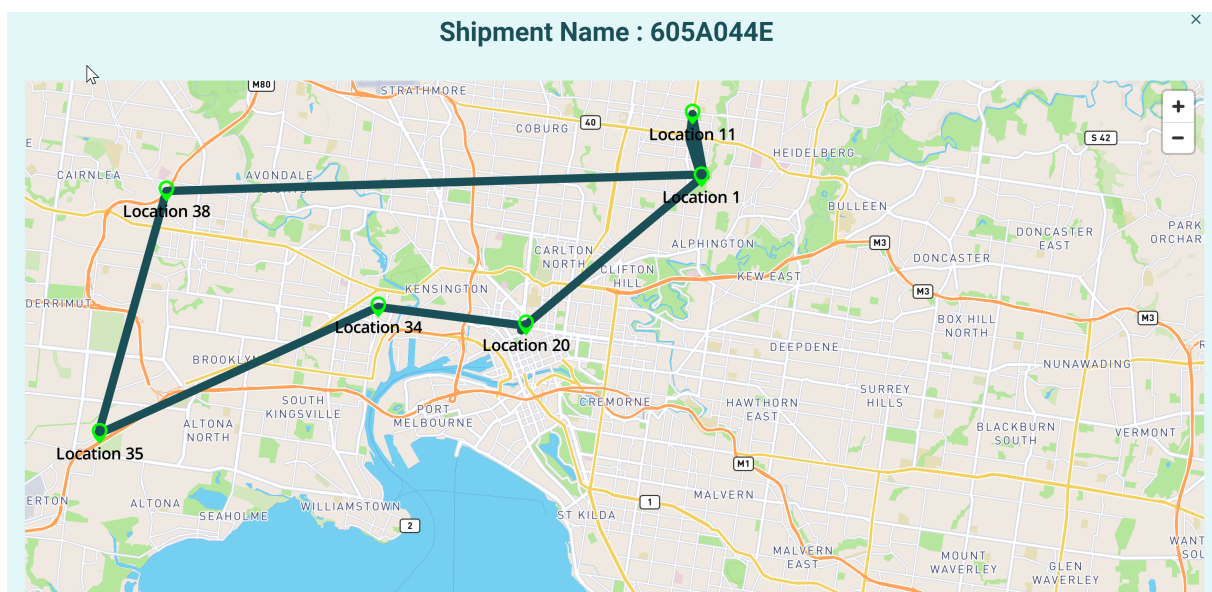 Shipment Name : 605A044E
×
M80
STRATHMORE
+
COBURG
40
Location 11
S 42
−
E
HEIDELBERG
CAIRNLEA
AVONDALE
HEIGHTS
Location 38
Location 1
BULLEEN
DONCASTER
EAST
PARK
ORCHAR
ALPHINGTON
M3
CARLTON
NORTH
DONCASTER
CLIFTON
HILL
KEW EAST
KENSINGTON
M3
DERRIMUT
Location 34
Location 20
BOX HILL
NORTH
M3
DEEPDENE
R
BROOKLYN
NUNAWADING
SURREY
HILLS
SOUTH
KINGSVILLE
PORT
MELBOURNE
CREMORNE
HAWTHORN
EAST
ALTONA
NORTH
BLACKBURN
SOUTH
VERMONT
Location 35
M1
ERTON
ALTONA
WILLIAMSTOWN
SEAHOLME
MALVERN
1
ST KILDA
2
WANT
SOU
MALVERN
EAST
MOUNT
WAVERLEY
GLEN
WAVERLEY